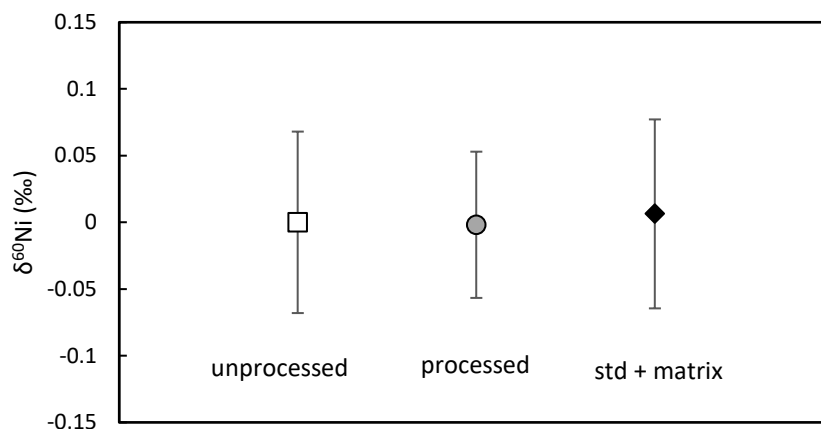 0.15
0.1
0.05
0
-0.05
-0.1
-0.15
δ⁶⁰Ni (‰)
unprocessed
processed
std + matrix